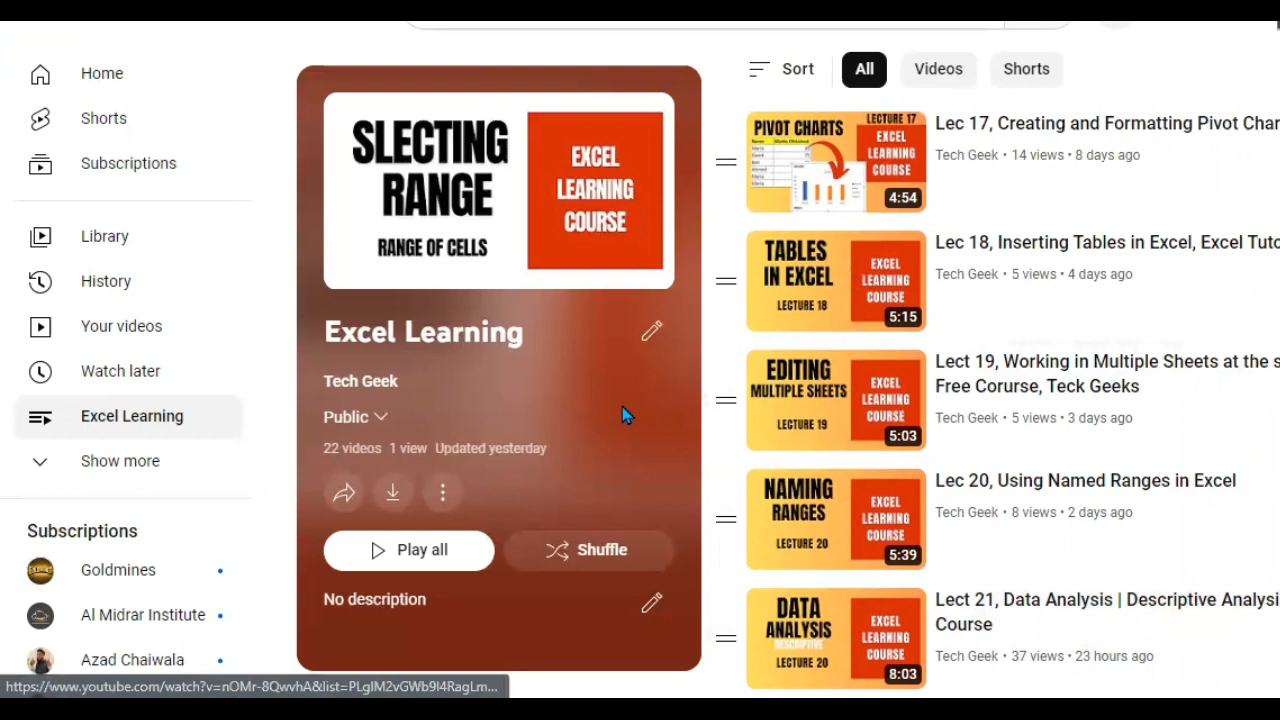 Home
Shorts
Subscriptions
Library
History
Your videos
Watch later
Excel Learning
Show more
Subscriptions
Goldmines
Al Midrar Institute
Azad Chaiwala
https://www.youtube.com/watch?v=nOMr-8QwvhA&list=PLgIM2vGWb9I4RagLm...
SLECTING
RANGE
RANGE OF CELLS
EXCEL
LEARNING
COURSE
Excel Learning
Tech Geek
Public
22 videos 1 view Updated yesterday
Play all
Shuffle
No description
Sort
All
Videos
Shorts
PIVOT CHARTS
LECTURE 17
EXCEL
LEARNING
COURSE
4:54
Lec 17, Creating and Formatting Pivot Char
Tech Geek • 14 views • 8 days ago
TABLES
IN EXCEL
LECTURE 18
EXCEL
LEARNING
COURSE
5:15
Lec 18, Inserting Tables in Excel, Excel Tuto
Tech Geek • 5 views • 4 days ago
EDITING
MULTIPLE SHEETS
LECTURE 19
EXCEL
LEARNING
COURSE
5:03
Lect 19, Working in Multiple Sheets at the s
Free Corurse, Teck Geeks
Tech Geek • 5 views • 3 days ago
NAMING
RANGES
LECTURE 20
EXCEL
LEARNING
COURSE
5:39
Lec 20, Using Named Ranges in Excel
Tech Geek • 8 views • 2 days ago
DATA
ANALYSIS
DESCRIPTIVE
LECTURE 20
EXCEL
LEARNING
COURSE
8:03
Lect 21, Data Analysis | Descriptive Analysi
Course
Tech Geek • 37 views • 23 hours ago